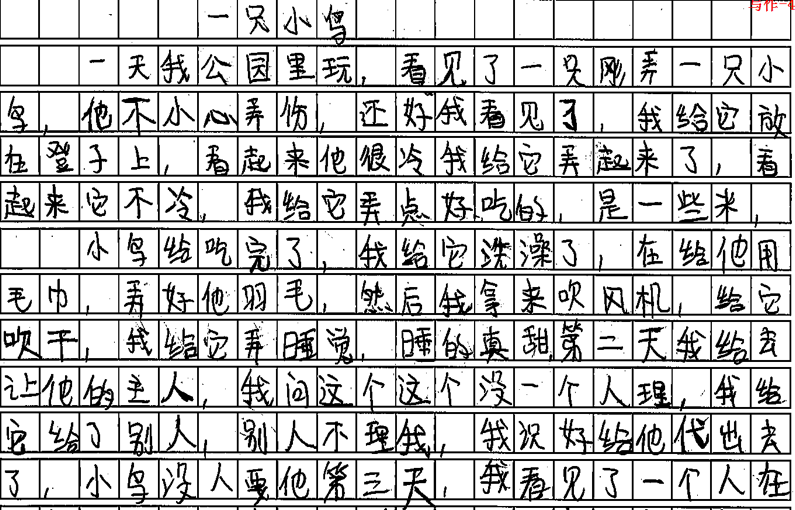 写作-4
一只小鸟
一天我公园里玩，看见了一只刚弄一只小
鸟，他不小心弄伤，还好我看见了，我给它放
在登子上，看起来他很冷我给它弄起来了，看
起来它不冷，我给它弄点好吃的，是一些米，
小鸟给吃完了，我给它洗澡了，在给他用
毛巾，弄好他羽毛，然后我拿来吹风机，给它
吹干，我给它弄睡觉，睡的真甜，第二天我给去
让他的主人，我问这个这个没一个人理，我给
它给了别人，别人不理我，我只好给他代出去
了，小鸟没人要他第三天，我看见了一个人在